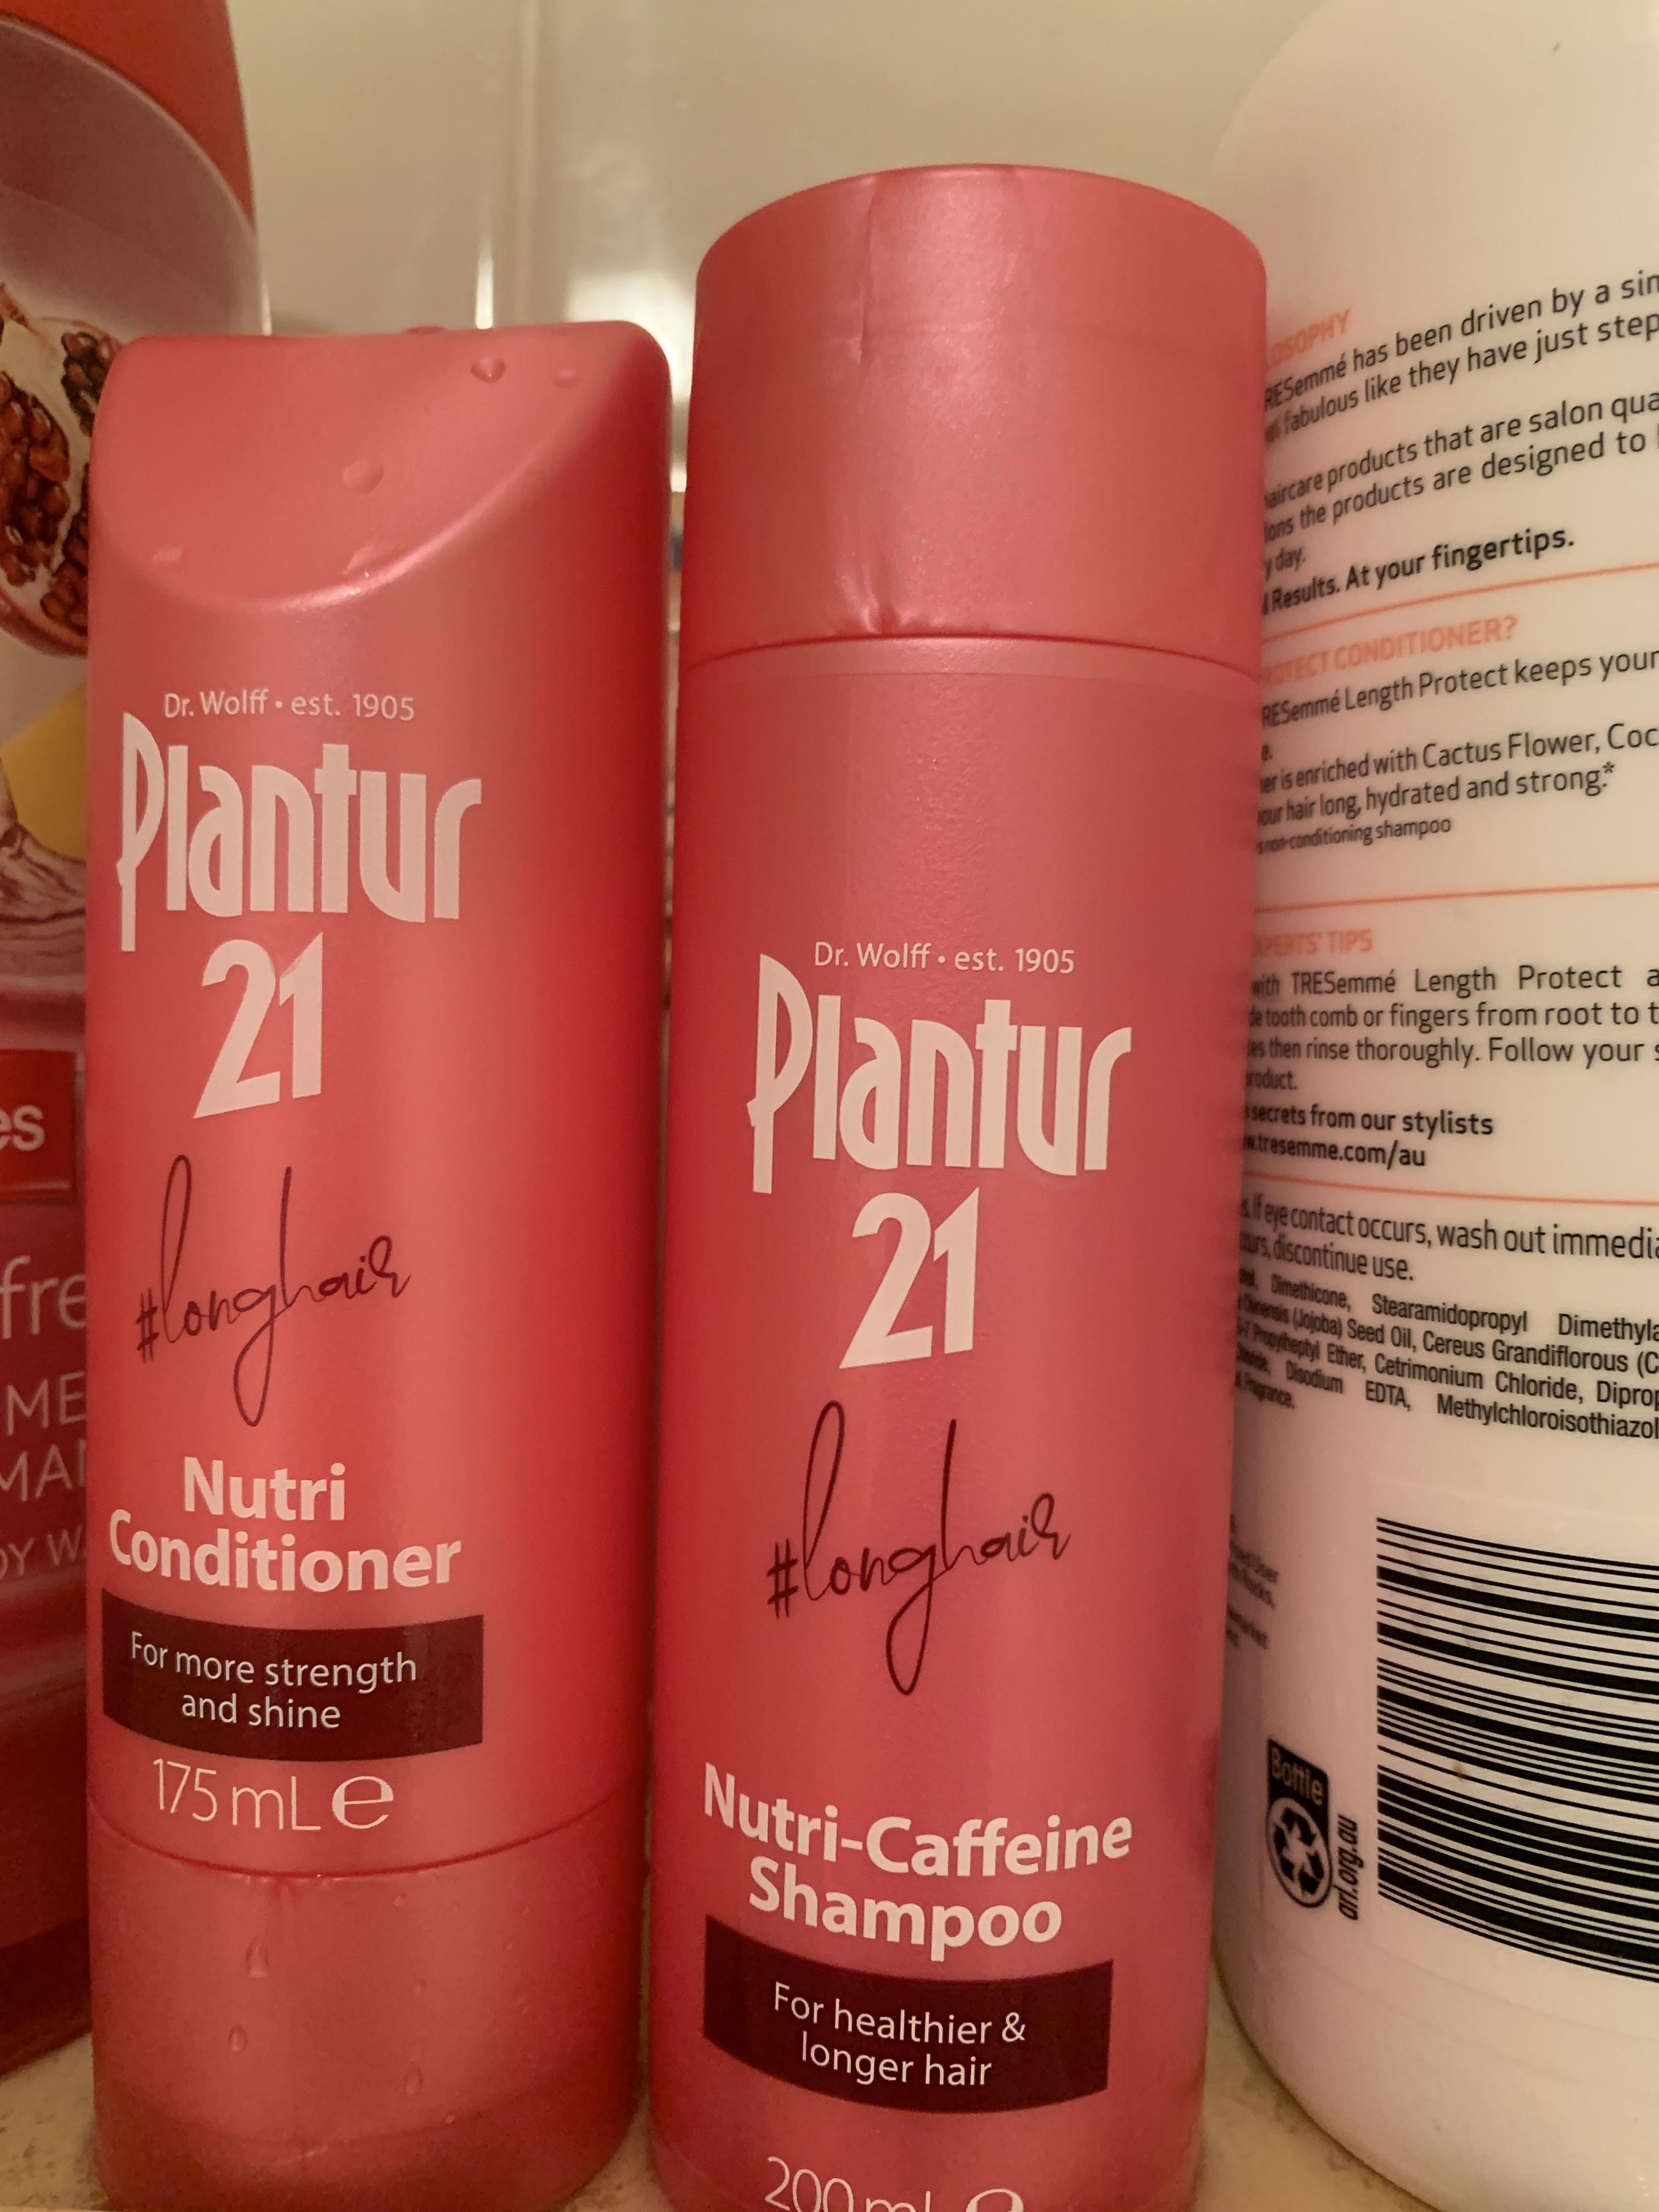 Dr. Wolff • est. 1905
Plantur
21
#longhair
Nutri
Conditioner
For more strength
and shine
175 mL e
Dr. Wolff • est. 1905
Plantur
21
#longhair
Nutri-Caffeine
Shampoo
For healthier &
longer hair
200 mL e
has been driven by a
fabulous like they have just
products that are salon
the products are designed to
day.
Results. At your fingertips.
CONDITIONER?
TRESemmé Length Protect keeps your
is enriched with Cactus Flower,
your hair long, hydrated and strong.*
non-conditioning shampoo
TIPS
with TRESemmé Length Protect
tooth comb or fingers from root to
then rinse thoroughly. Follow your
product.
secrets from our stylists
tresemme.com/au
If eye contact occurs, wash out
discontinue use.
Dimethicone, Stearamidopropyl
(Jojoba) Seed Oil, Cereus Grandiflorous
Propylheptyl Ether, Cetrimonium Chloride,
Disodium EDTA,
Fragrance.
Bottle
arl.org.au